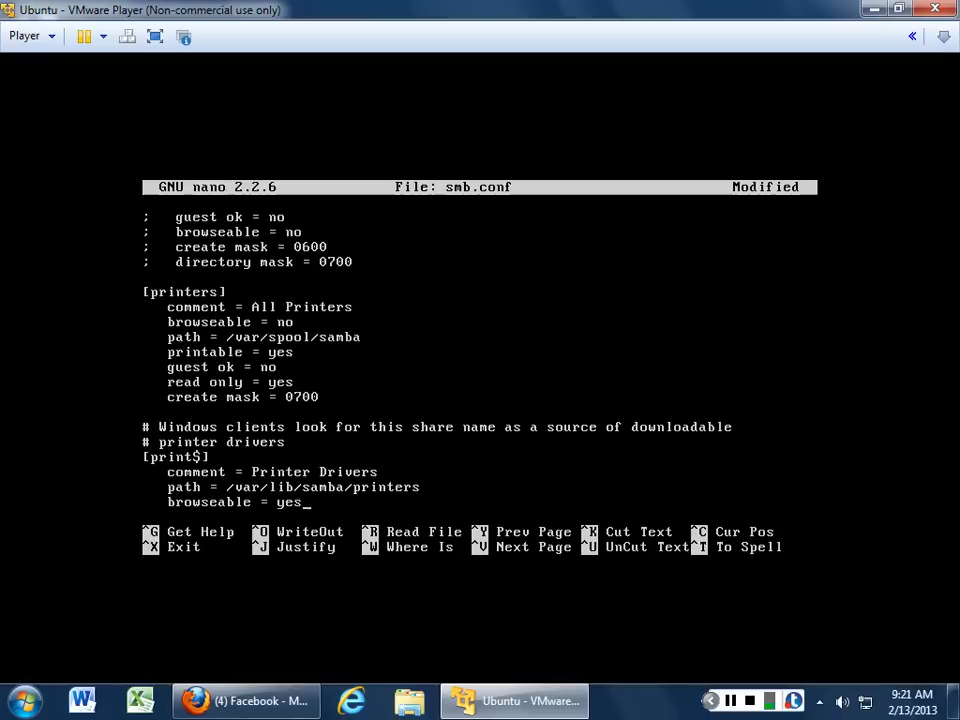 Ubuntu - VMware Player (Non-commercial use only)
Player
GNU nano 2.2.6 File: smb.conf Modified
; guest ok = no
; browseable = no
; create mask = 0600
; directory mask = 0700
[printers]
comment = All Printers
browseable = no
path = /var/spool/samba
printable = yes
guest ok = no
read only = yes
create mask = 0700
# Windows clients look for this share name as a source of downloadable
# printer drivers
[print$]
comment = Printer Drivers
path = /var/lib/samba/printers
browseable = yes_
^G Get Help ^O WriteOut ^R Read File ^Y Prev Page ^K Cut Text ^C Cur Pos
^X Exit ^J Justify ^W Where Is ^V Next Page ^U UnCut Text ^T To Spell
(4) Facebook - M... Ubuntu - VMware... 9:21 AM
2/13/2013